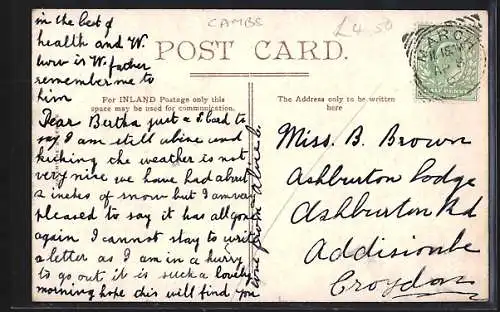 in the best of
health and W.
is W. father
remember me to
him
CAMBS
£4.50
POST CARD.
For INLAND Postage only this
space may be used for communication.
The Address only to be written
here
MARCH
HALFPENNY
Dear Bertha just a P. Card to
say I am still alive and
kicking the weather is not
very nice we have had about
2 inches of snow but I am very
pleased to say it has all gone
again I cannot stay to write
a letter as I am in a hurry
to go out it is such a lovely
morning hope this will find you
love from Alice B.
Miss. B. Brown
Ashburton Lodge
Ashburton Rd
Addiscombe
Croydon